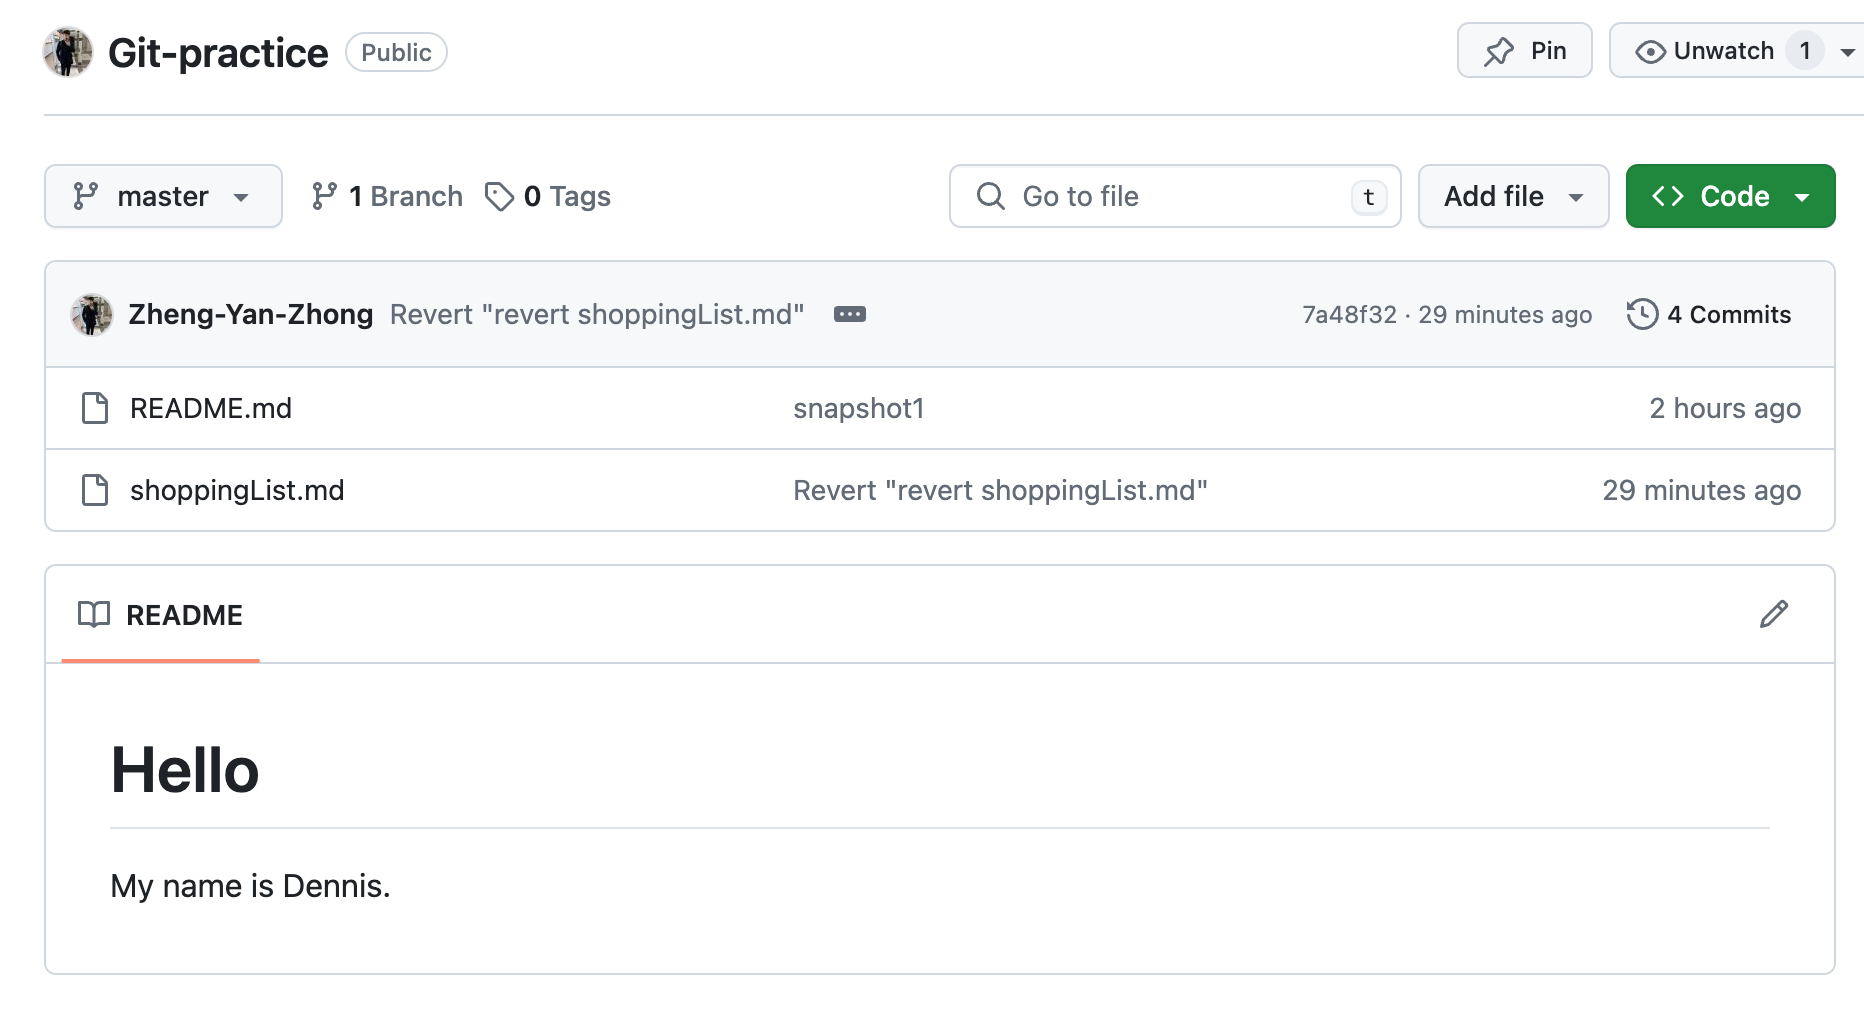 Git-practice Public Pin Unwatch 1
master 1 Branch 0 Tags Go to file t Add file <> Code
Zheng-Yan-Zhong Revert "revert shoppingList.md" ... 7a48f32 · 29 minutes ago 4 Commits
README.md snapshot1 2 hours ago
shoppingList.md Revert "revert shoppingList.md" 29 minutes ago
README
Hello
My name is Dennis.